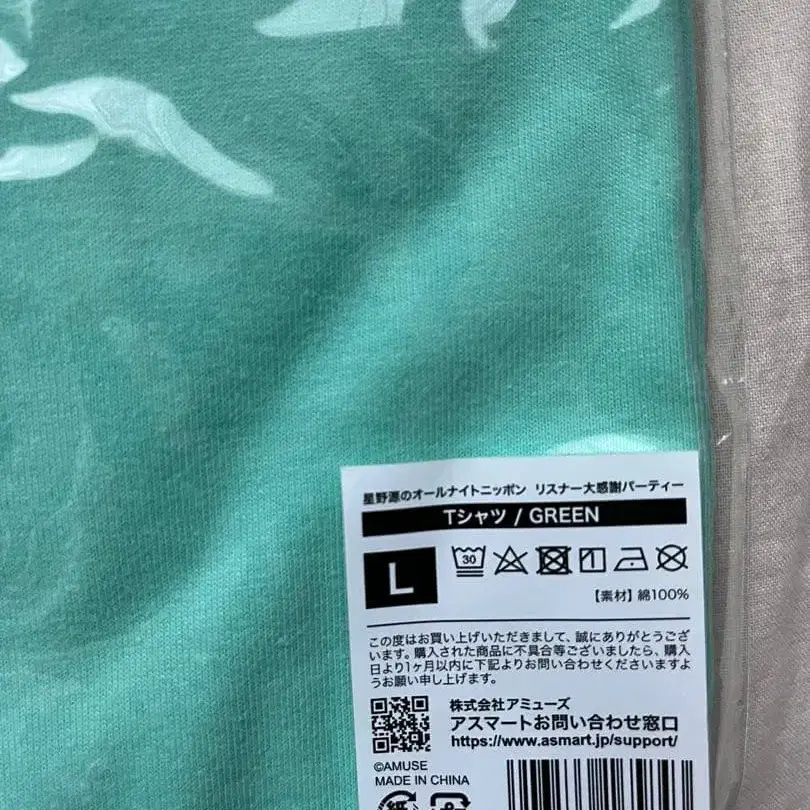 星野源のオールナイトニッポン リスナー大感謝パーティー
Tシャツ / GREEN
L
30
【素材】綿100%
この度はお買い上げいただきまして、誠にありがとうござ
います。購入された商品に不具合等ございましたら、購入
日より1ヶ月以内に下記よりお問い合わせくださいますよ
うお願い申し上げます。
株式会社アミューズ
アスマートお問い合わせ窓口
https://www.asmart.jp/support/
©AMUSE
MADE IN CHINA
紙